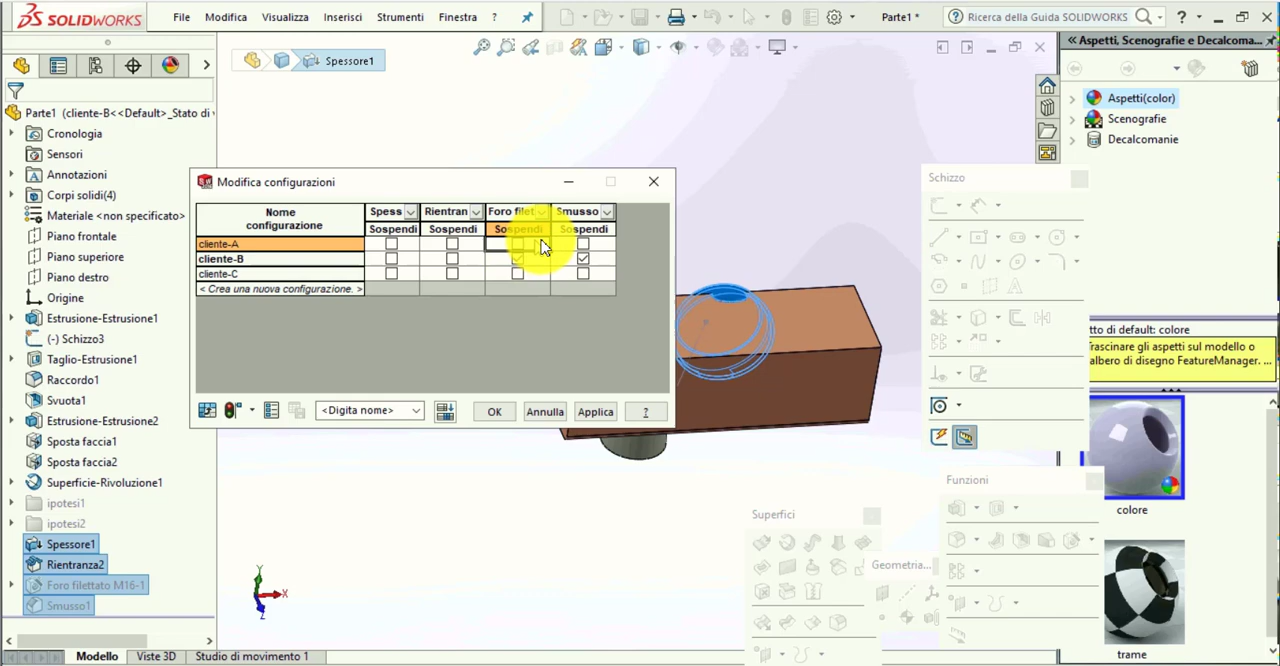 SOLIDWORKS
File Modifica Visualizza Inserisci Strumenti Finestra ?
Parte1 *
Ricerca della Guida SOLIDWORKS
?
Spessore1
Parte1 (cliente-B<<Default>_Stato di
Cronologia
Sensori
Annotazioni
Corpi solidi(4)
Materiale <non specificato>
Piano frontale
Piano superiore
Piano destro
Origine
Estrusione-Estrusione1
(-) Schizzo3
Taglio-Estrusione1
Raccordo1
Svuota1
Estrusione-Estrusione2
Sposta faccia1
Sposta faccia2
Superficie-Rivoluzione1
ipotesi1
ipotesi2
Spessore1
Rientranza2
Foro filettato M16-1
Smusso1
Modifica configurazioni
Nome configurazione
Spess Rientran Foro filet Smusso
Sospendi Sospendi Sospendi Sospendi
cliente-A
cliente-B
cliente-C
< Crea una nuova configurazione. >
<Digita nome>
OK Annulla Applica ?
Y
X
Z
Schizzo
Superfici
Geometria...
Funzioni
Aspetti, Scenografie e Decalcoma...
Aspetti(color)
Scenografie
Decalcomanie
tto di default: colore
Trascinare gli aspetti sul modello o
albero di disegno FeatureManager. ...
colore
trame
Modello Viste 3D Studio di movimento 1